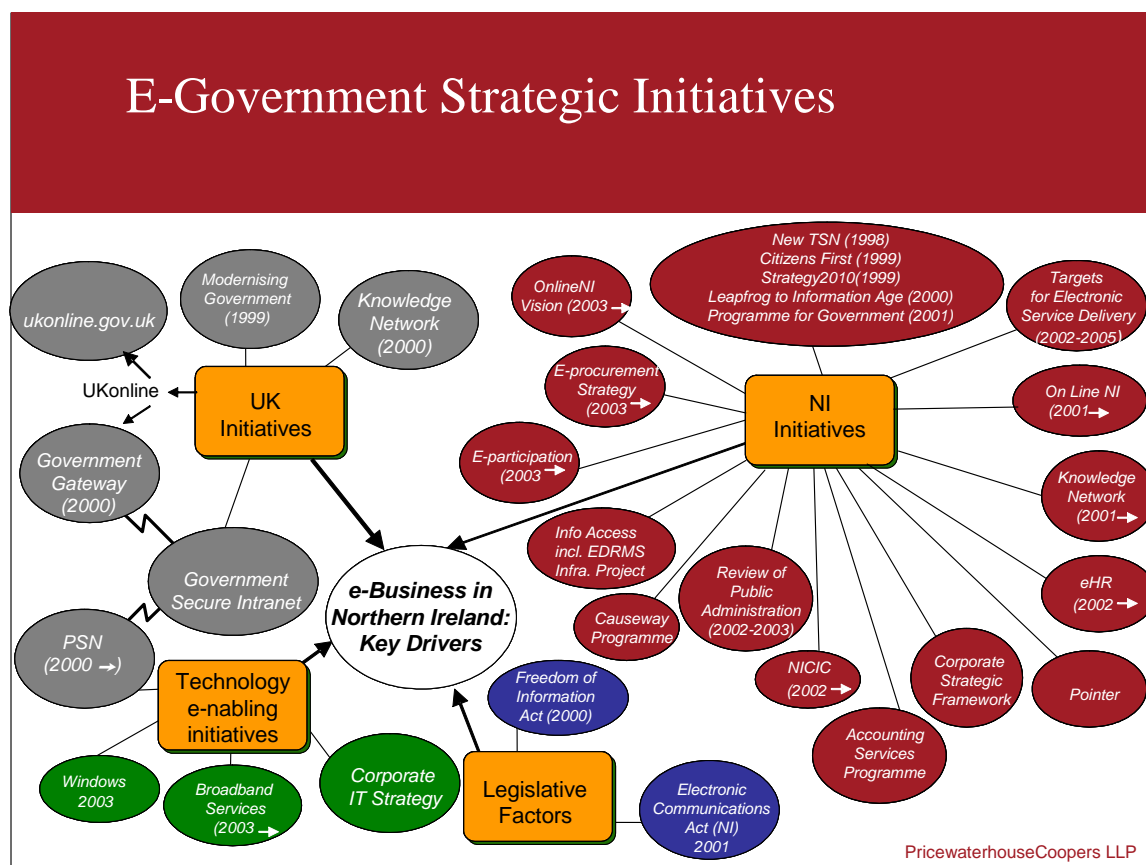 E-Government Strategic Initiatives
ukonline.gov.uk
Modernising
Government
(1999)
Knowledge
Network
(2000)
UKonline
UK
Initiatives
Government
Gateway
(2000)
Government
Secure Intranet
PSN
(2000 →)
Technology
e-nabling
initiatives
Windows
2003
Broadband
Services
(2003 →
Corporate
IT Strategy
e-Business in
Northern Ireland:
Key Drivers
Freedom of
Information
Act (2000)
Legislative
Factors
Electronic
Communications
Act (NI)
2001
OnlineNI
Vision (2003 →
E-procurement
Strategy
(2003 →
E-participation
(2003 →
Info Access
incl. EDRMS
Infra. Project
Causeway
Programme
Review of
Public
Administration
(2002-2003)
NICIC
(2002 →
Accounting
Services
Programme
Corporate
Strategic
Framework
Pointer
eHR
(2002 →
Knowledge
Network
(2001 →
On Line NI
(2001 →
Targets
for Electronic
Service Delivery
(2002-2005)
New TSN (1998)
Citizens First (1999)
Strategy2010(1999)
Leapfrog to Information Age (2000)
Programme for Government (2001)
NI
Initiatives
PricewaterhouseCoopers LLP